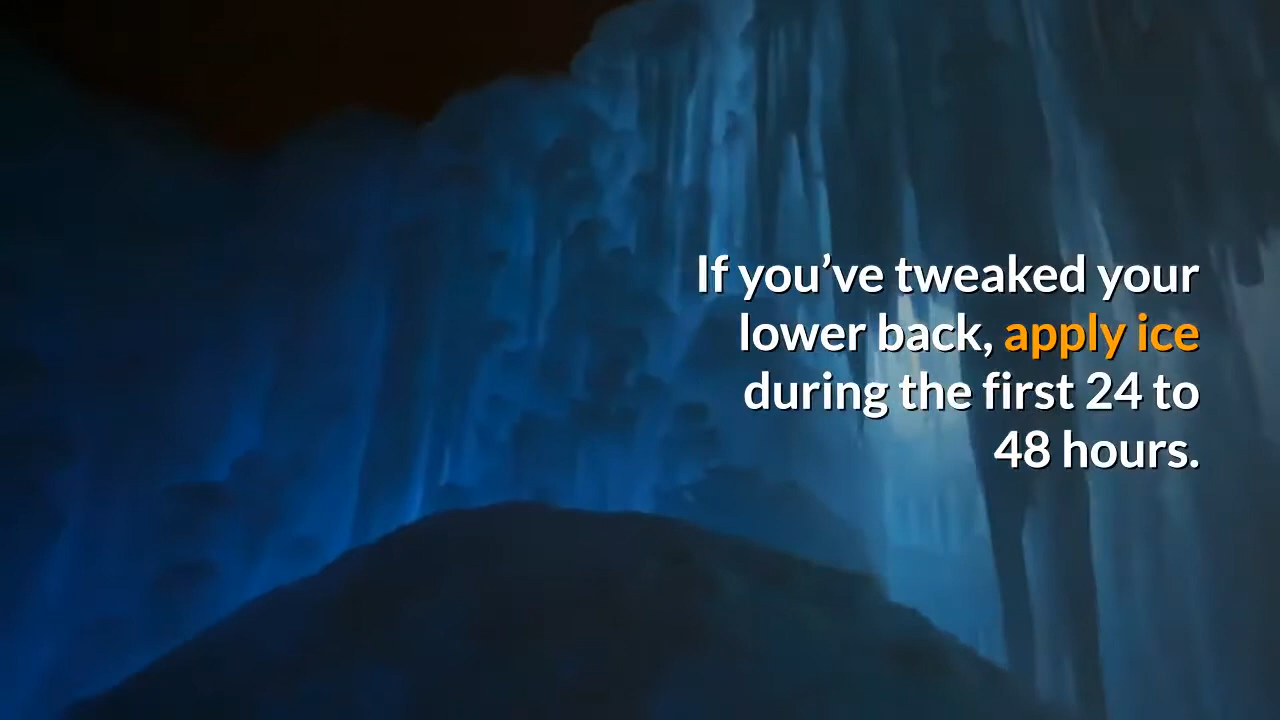 If you’ve tweaked your
lower back, apply ice
during the first 24 to
48 hours.